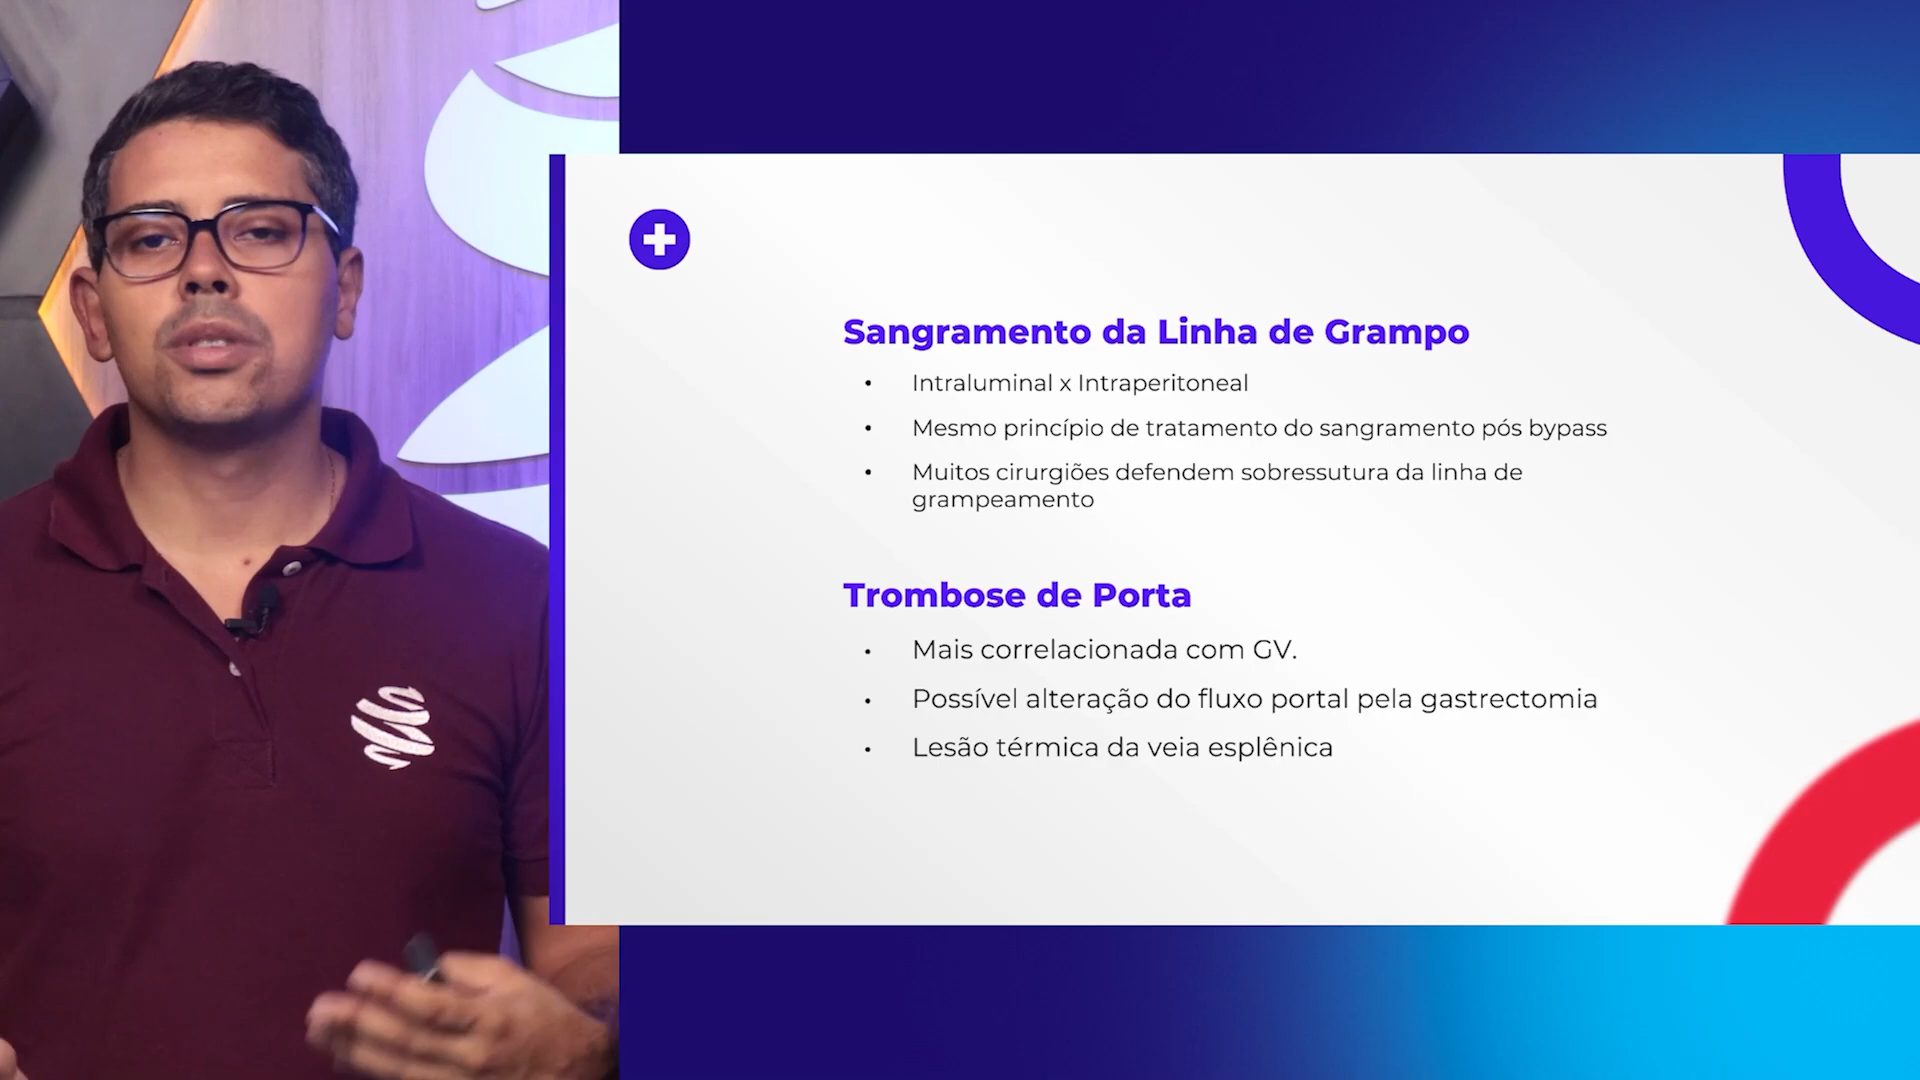 Sangramento da Linha de Grampo
• Intraluminal x Intraperitoneal
• Mesmo princípio de tratamento do sangramento pós bypass
• Muitos cirurgiões defendem sobressutura da linha de
grampeamento
Trombose de Porta
• Mais correlacionada com GV.
• Possível alteração do fluxo portal pela gastrectomia
• Lesão térmica da veia esplênica